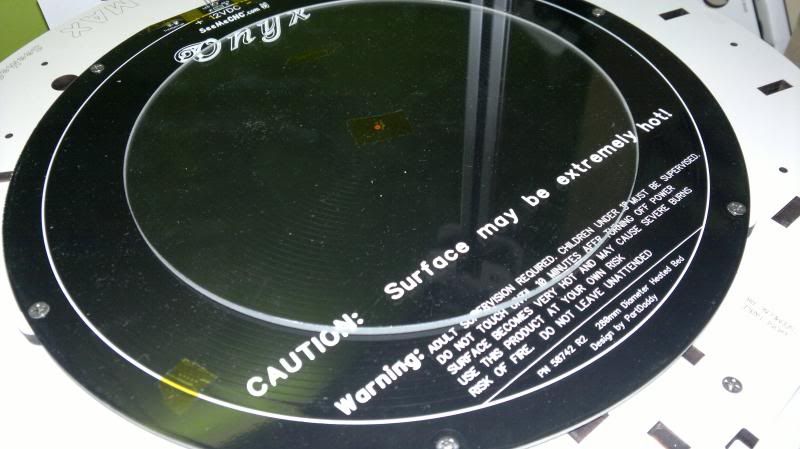 MAX
+ 12VDC -
SeeMeCNC.com
Onyx
CAUTION: Surface may be extremely hot!
Warning: ADULT SUPERVISION REQUIRED. CHILDREN UNDER 18 MUST BE SUPERVISED.
DO NOT TOUCH UNTIL 10 MINUTES AFTER TURNING OFF POWER
SURFACE BECOMES VERY HOT AND MAY CAUSE SEVERE BURNS
USE THIS PRODUCT AT YOUR OWN RISK
RISK OF FIRE. DO NOT LEAVE UNATTENDED
PN 58742 R2. 288mm Diameter Heated Bed
Design by PartDaddy